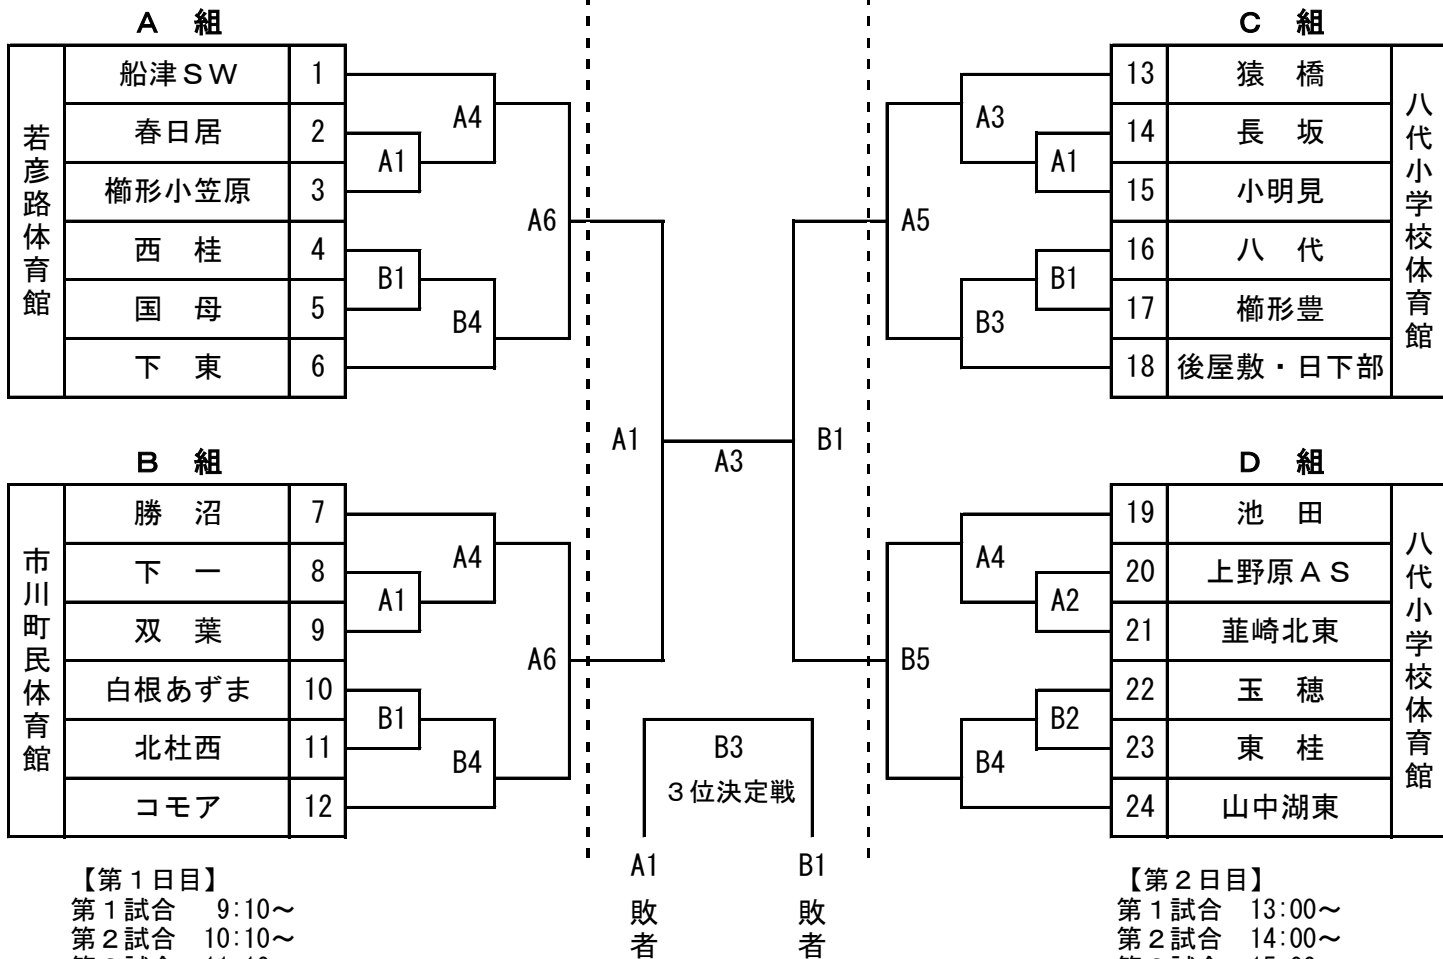 A 組
若彦路体育館
船津SW 1
春日居 2
櫛形小笠原 3
西 桂 4
国 母 5
下 東 6
A1
B1
A4
B4
A6
B 組
市川町民体育館
勝 沼 7
下 一 8
双 葉 9
白根あずま 10
北杜西 11
コモア 12
A1
B1
A4
B4
A6
A1
A3
B1
B3
3位決定戦
A1
敗者
B1
敗者
C 組
13 猿 橋
14 長 坂
15 小明見
16 八 代
17 櫛形豊
18 後屋敷・日下部
八代小学校体育館
A3
A1
A5
B1
B3
D 組
19 池 田
20 上野原AS
21 韮崎北東
22 玉 穂
23 東 桂
24 山中湖東
八代小学校体育館
A4
A2
B5
B2
B4
【第1日目】
第1試合 9:10～
第2試合 10:10～
【第2日目】
第1試合 13:00～
第2試合 14:00～